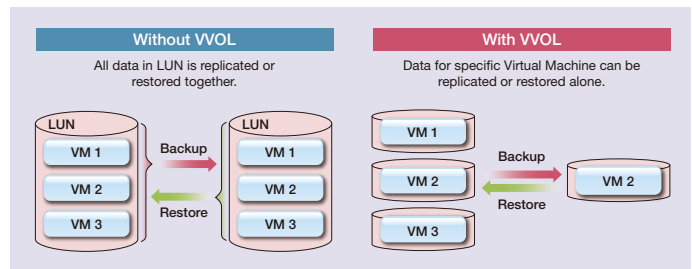 Without VVOL
All data in LUN is replicated or
restored together.
LUN
VM 1
VM 2
VM 3
Backup
Restore
LUN
VM 1
VM 2
VM 3
With VVOL
Data for specific Virtual Machine can be
replicated or restored alone.
VM 1
VM 2
VM 3
Backup
Restore
VM 2